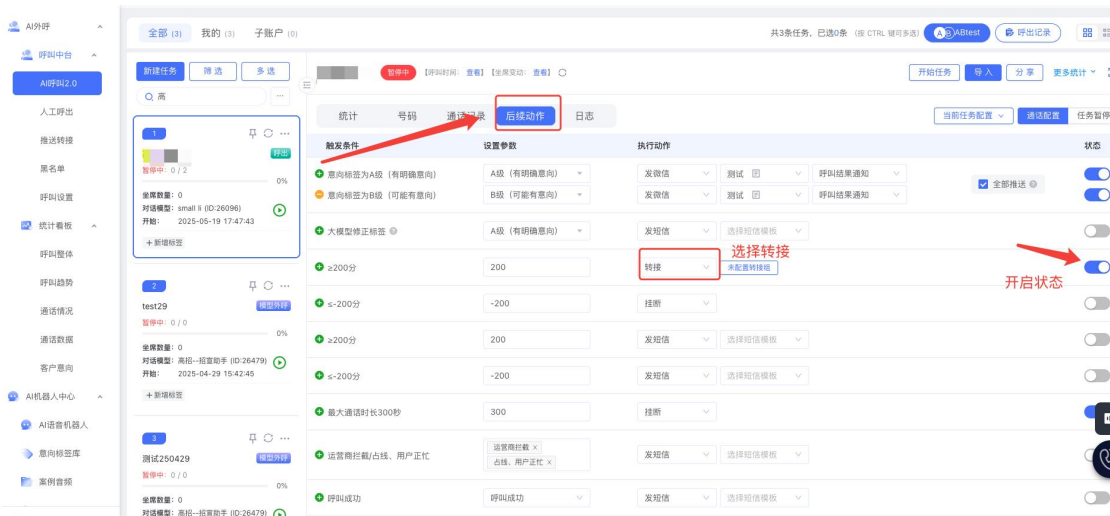 AI外呼
呼叫中台
AI呼叫2.0
人工呼出
推送转接
黑名单
呼叫设置
统计看板
呼叫整体
呼叫趋势
通话情况
通话数据
客户意向
AI机器人中心
AI语音机器人
意向标签库
案例音频
全部 (3) 我的 (3) 子账户 (0)
共3条任务，已选0条 (按 CTRL 键可多选) ABtest 呼出记录
新建任务 筛 选 多 选
高
1
呼出
暂停中: 0 / 2
0%
坐席数量: 0
对话模型: small li (ID:26096)
开始: 2025-05-19 17:47:43
+新增标签
2
test29 模型外呼
暂停中: 0 / 0
0%
坐席数量: 0
对话模型: 高招--招宣助手 (ID:26479)
开始: 2025-04-29 15:42:45
+新增标签
3
测试250429 模型外呼
暂停中: 0 / 0
0%
坐席数量: 0
对话模型: 高招--招宣助手 (ID:26479)
暂停中 【呼叫时间: 查看】【坐席变动: 查看】
开始任务 导 入 分 享 更多统计
统计 号码 通话记录 后续动作 日志
当前任务配置 通话配置 任务暂停
触发条件 设置参数 执行动作 状态
意向标签为A级（有明确意向） A级（有明确意向） 发微信 测试 呼叫结果通知
全部推送
意向标签为B级（可能有意向） B级（可能有意向） 发微信 测试 呼叫结果通知
大模型修正标签 A级（有明确意向） 发短信 选择短信模板
选择转接
≥200分 200 转接 未配置转接组
开启状态
≤-200分 -200 挂断
≥200分 200 发短信 选择短信模板
≤-200分 -200 发短信 选择短信模板
最大通话时长300秒 300 挂断
运营商拦截/占线、用户正忙 运营商拦截 × 发短信 选择短信模板
占线、用户正忙 ×
呼叫成功 呼叫成功 发短信 选择短信模板